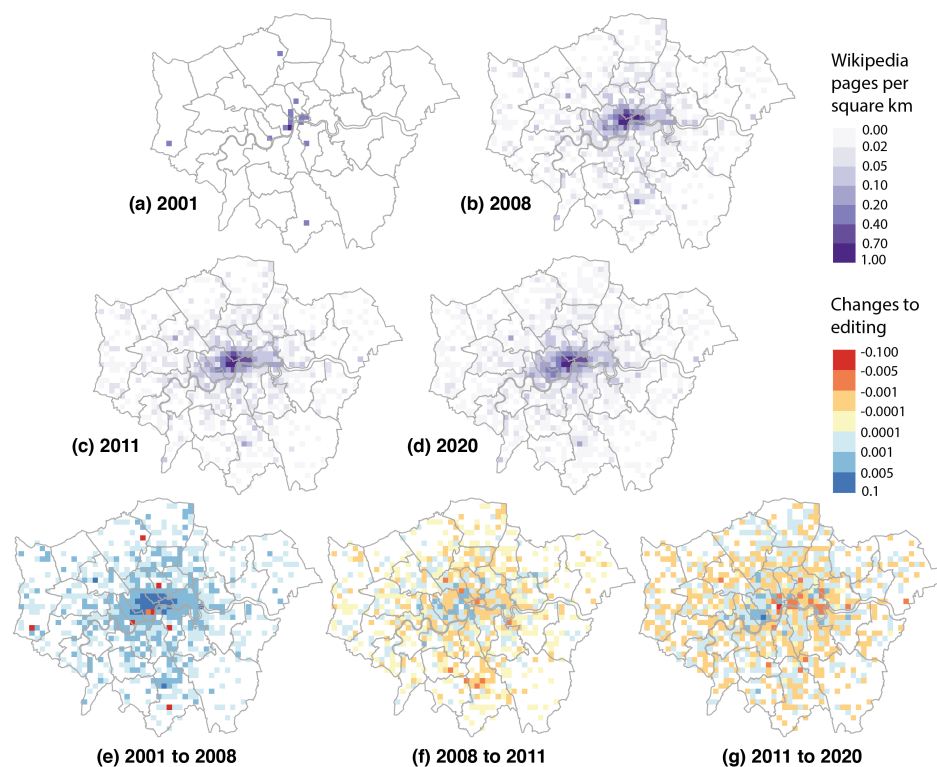 Wikipedia
pages per
square km
0.00
0.02
0.05
0.10
0.20
0.40
0.70
1.00
(a) 2001
(b) 2008
(c) 2011
(d) 2020
Changes to
editing
-0.100
-0.005
-0.001
-0.0001
0.0001
0.001
0.005
0.1
(e) 2001 to 2008
(f) 2008 to 2011
(g) 2011 to 2020